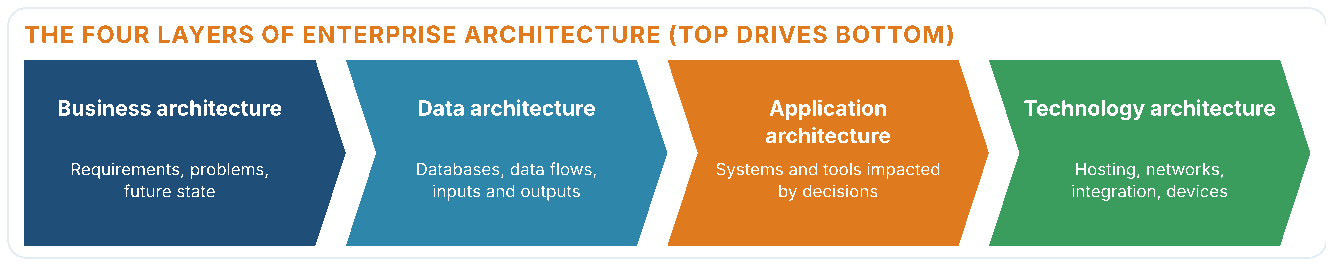 THE FOUR LAYERS OF ENTERPRISE ARCHITECTURE (TOP DRIVES BOTTOM)
Business architecture
Requirements, problems,
future state
Data architecture
Databases, data flows,
inputs and outputs
Application
architecture
Systems and tools impacted
by decisions
Technology architecture
Hosting, networks,
integration, devices